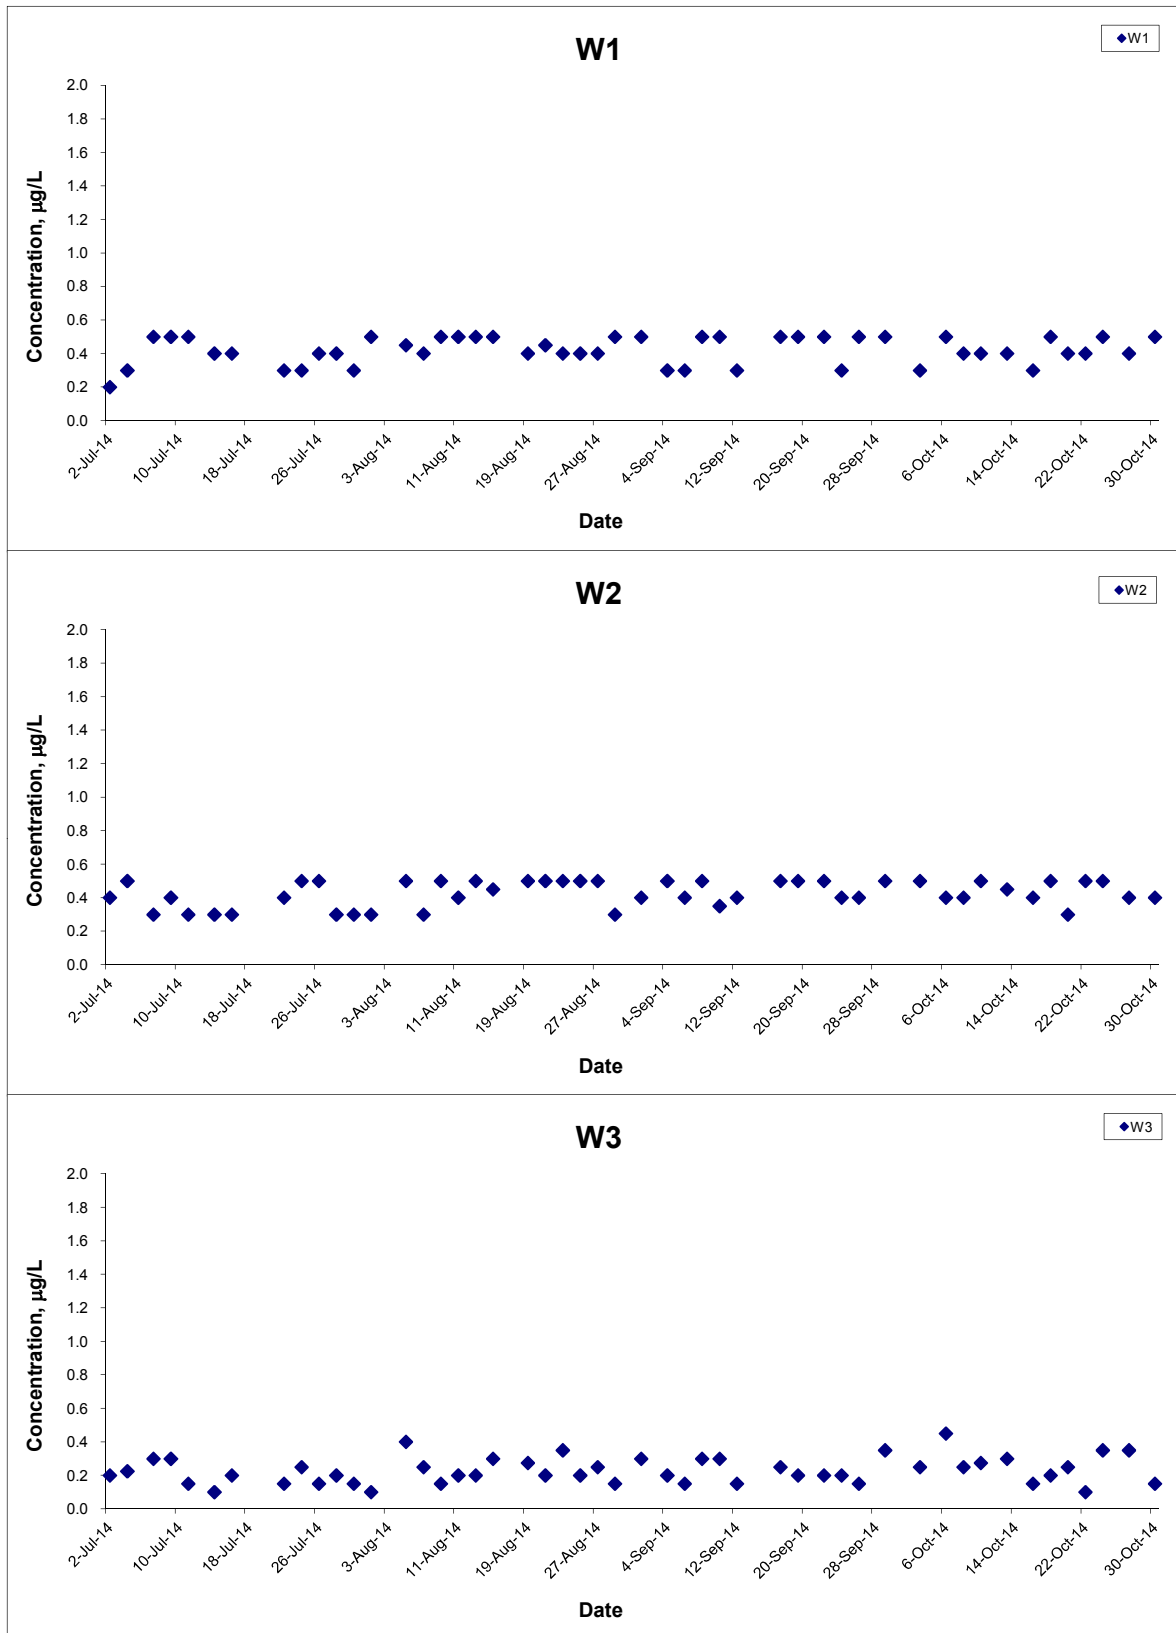 W1
W1
2.0
1.8
1.6
1.4
1.2
1.0
0.8
0.6
0.4
0.2
0.0
Concentration, µg/L
2-Jul-14
10-Jul-14
18-Jul-14
26-Jul-14
3-Aug-14
11-Aug-14
19-Aug-14
27-Aug-14
4-Sep-14
12-Sep-14
20-Sep-14
28-Sep-14
6-Oct-14
14-Oct-14
22-Oct-14
30-Oct-14
Date
W2
W2
2.0
1.8
1.6
1.4
1.2
1.0
0.8
0.6
0.4
0.2
0.0
Concentration, µg/L
2-Jul-14
10-Jul-14
18-Jul-14
26-Jul-14
3-Aug-14
11-Aug-14
19-Aug-14
27-Aug-14
4-Sep-14
12-Sep-14
20-Sep-14
28-Sep-14
6-Oct-14
14-Oct-14
22-Oct-14
30-Oct-14
Date
W3
W3
2.0
1.8
1.6
1.4
1.2
1.0
0.8
0.6
0.4
0.2
0.0
Concentration, µg/L
2-Jul-14
10-Jul-14
18-Jul-14
26-Jul-14
3-Aug-14
11-Aug-14
19-Aug-14
27-Aug-14
4-Sep-14
12-Sep-14
20-Sep-14
28-Sep-14
6-Oct-14
14-Oct-14
22-Oct-14
30-Oct-14
Date